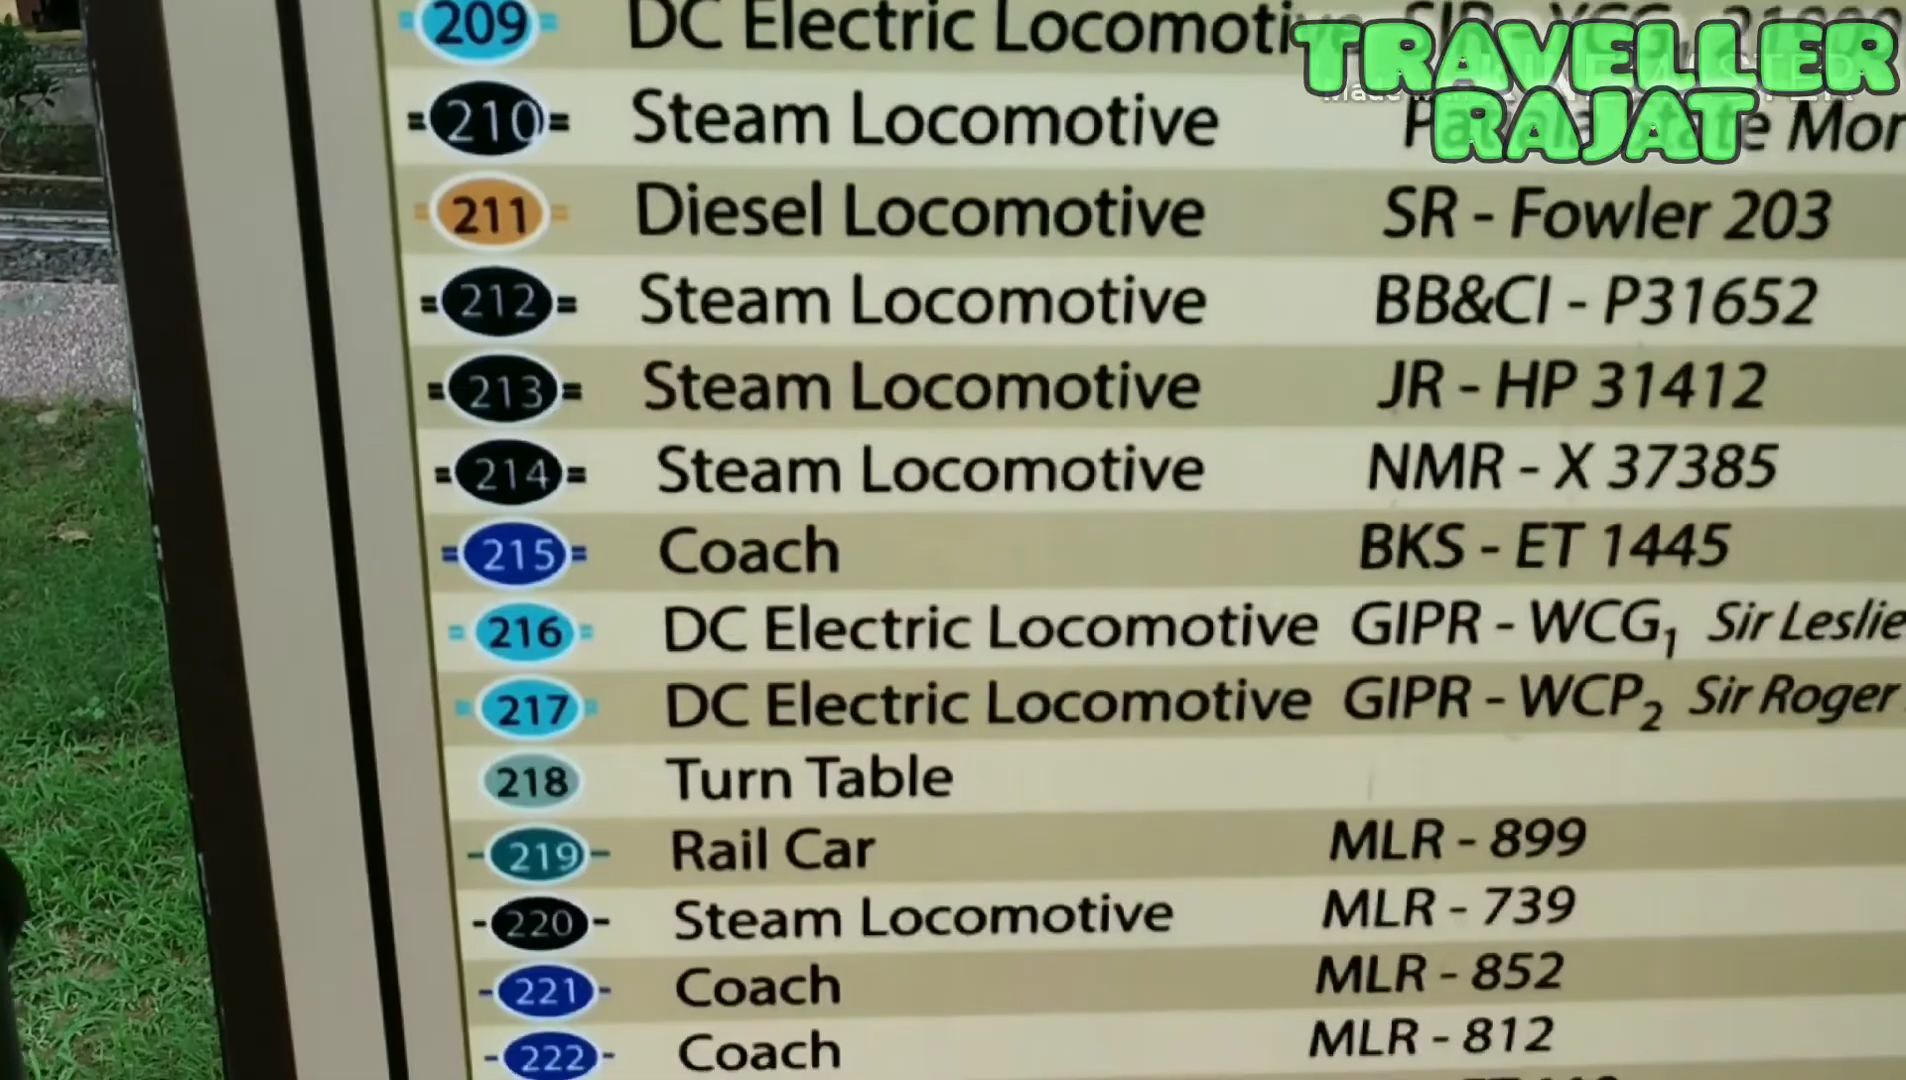 209 DC Electric Locomotive
TRAVELLER
RAJAT
Made with
210 Steam Locomotive
211 Diesel Locomotive SR - Fowler 203
212 Steam Locomotive BB&CI - P31652
213 Steam Locomotive JR - HP 31412
214 Steam Locomotive NMR - X 37385
215 Coach BKS - ET 1445
216 DC Electric Locomotive GIPR - WCG₁ Sir Leslie
217 DC Electric Locomotive GIPR - WCP₂ Sir Roger
218 Turn Table
219 Rail Car MLR - 899
220 Steam Locomotive MLR - 739
221 Coach MLR - 852
222 Coach MLR - 812